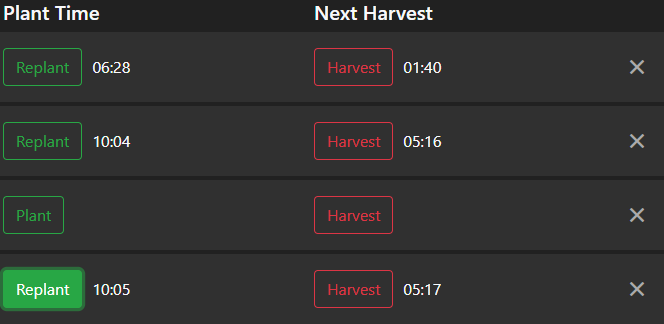 Plant Time Next Harvest
Replant 06:28 Harvest 01:40
Replant 10:04 Harvest 05:16
Plant Harvest
Replant 10:05 Harvest 05:17